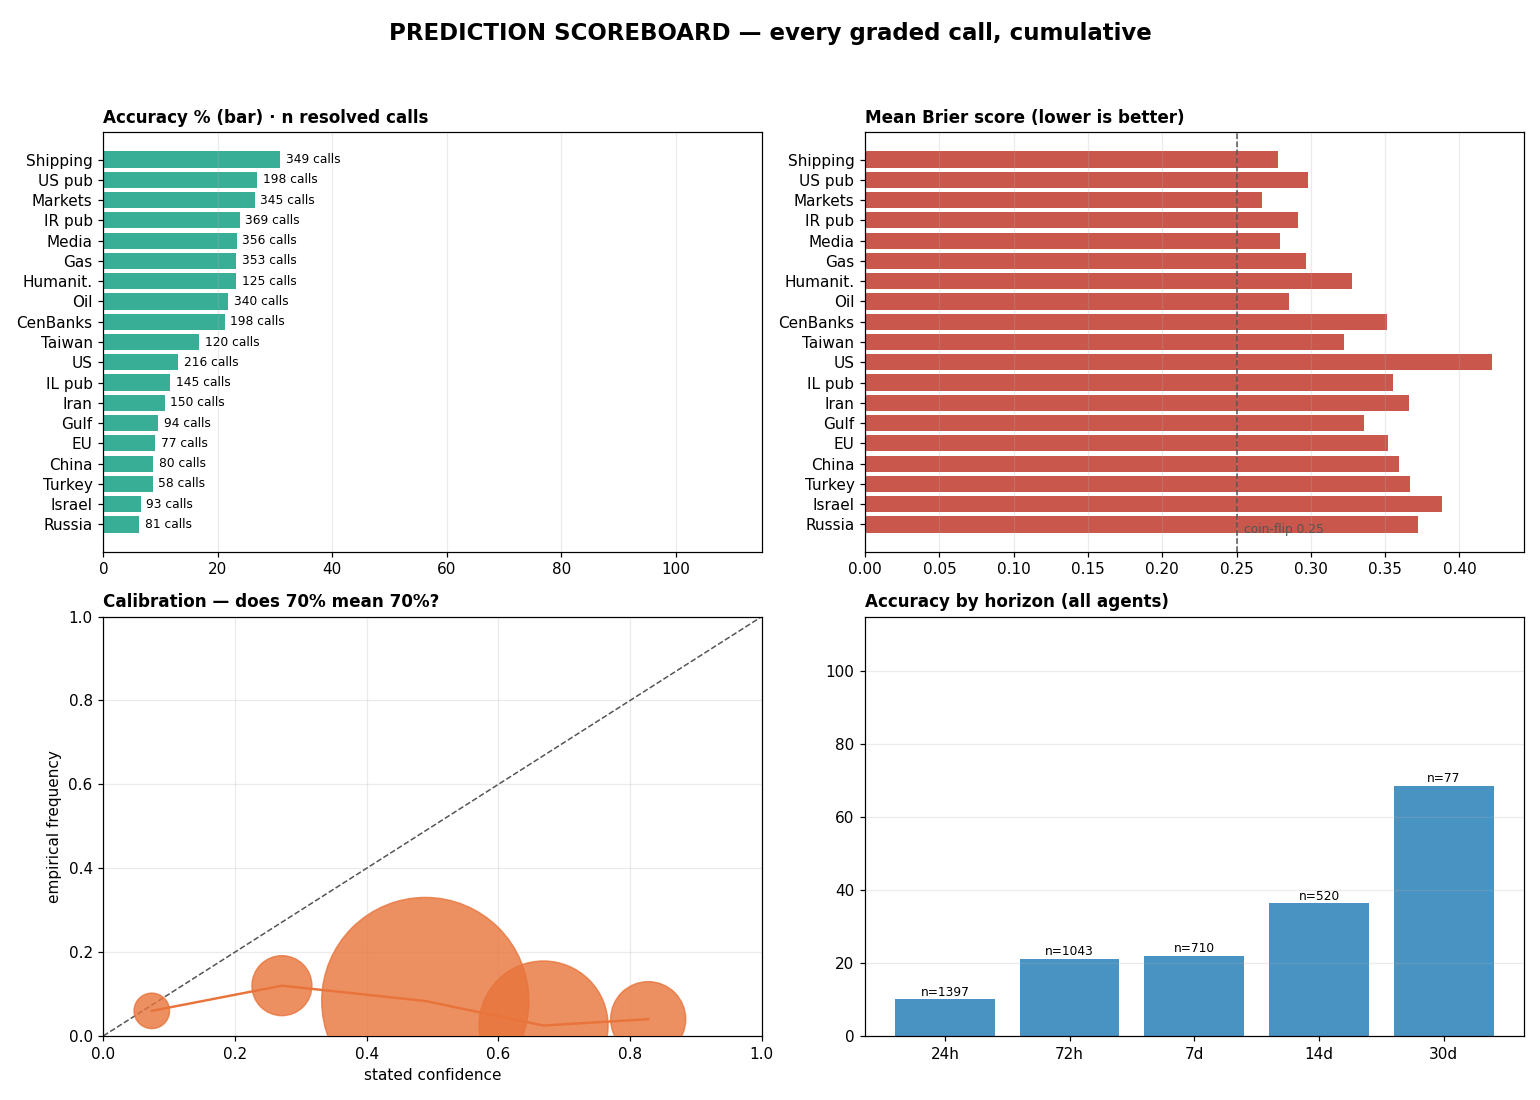 PREDICTION SCOREBOARD — every graded call, cumulative
Accuracy % (bar) · n resolved calls
Shipping 349 calls
US pub 198 calls
Markets 345 calls
IR pub 369 calls
Media 356 calls
Gas 353 calls
Humanit. 125 calls
Oil 340 calls
CenBanks 198 calls
Taiwan 120 calls
US 216 calls
IL pub 145 calls
Iran 150 calls
Gulf 94 calls
EU 77 calls
China 80 calls
Turkey 58 calls
Israel 93 calls
Russia 81 calls
0 20 40 60 80 100
Mean Brier score (lower is better)
Shipping
US pub
Markets
IR pub
Media
Gas
Humanit.
Oil
CenBanks
Taiwan
US
IL pub
Iran
Gulf
EU
China
Turkey
Israel
Russia
coin-flip 0.25
0.00 0.05 0.10 0.15 0.20 0.25 0.30 0.35 0.40
Calibration — does 70% mean 70%?
1.0
0.8
0.6
0.4
0.2
0.0
empirical frequency
0.0 0.2 0.4 0.6 0.8 1.0
stated confidence
Accuracy by horizon (all agents)
100
80
60
40
20
0
n=1397
n=1043
n=710
n=520
n=77
24h 72h 7d 14d 30d